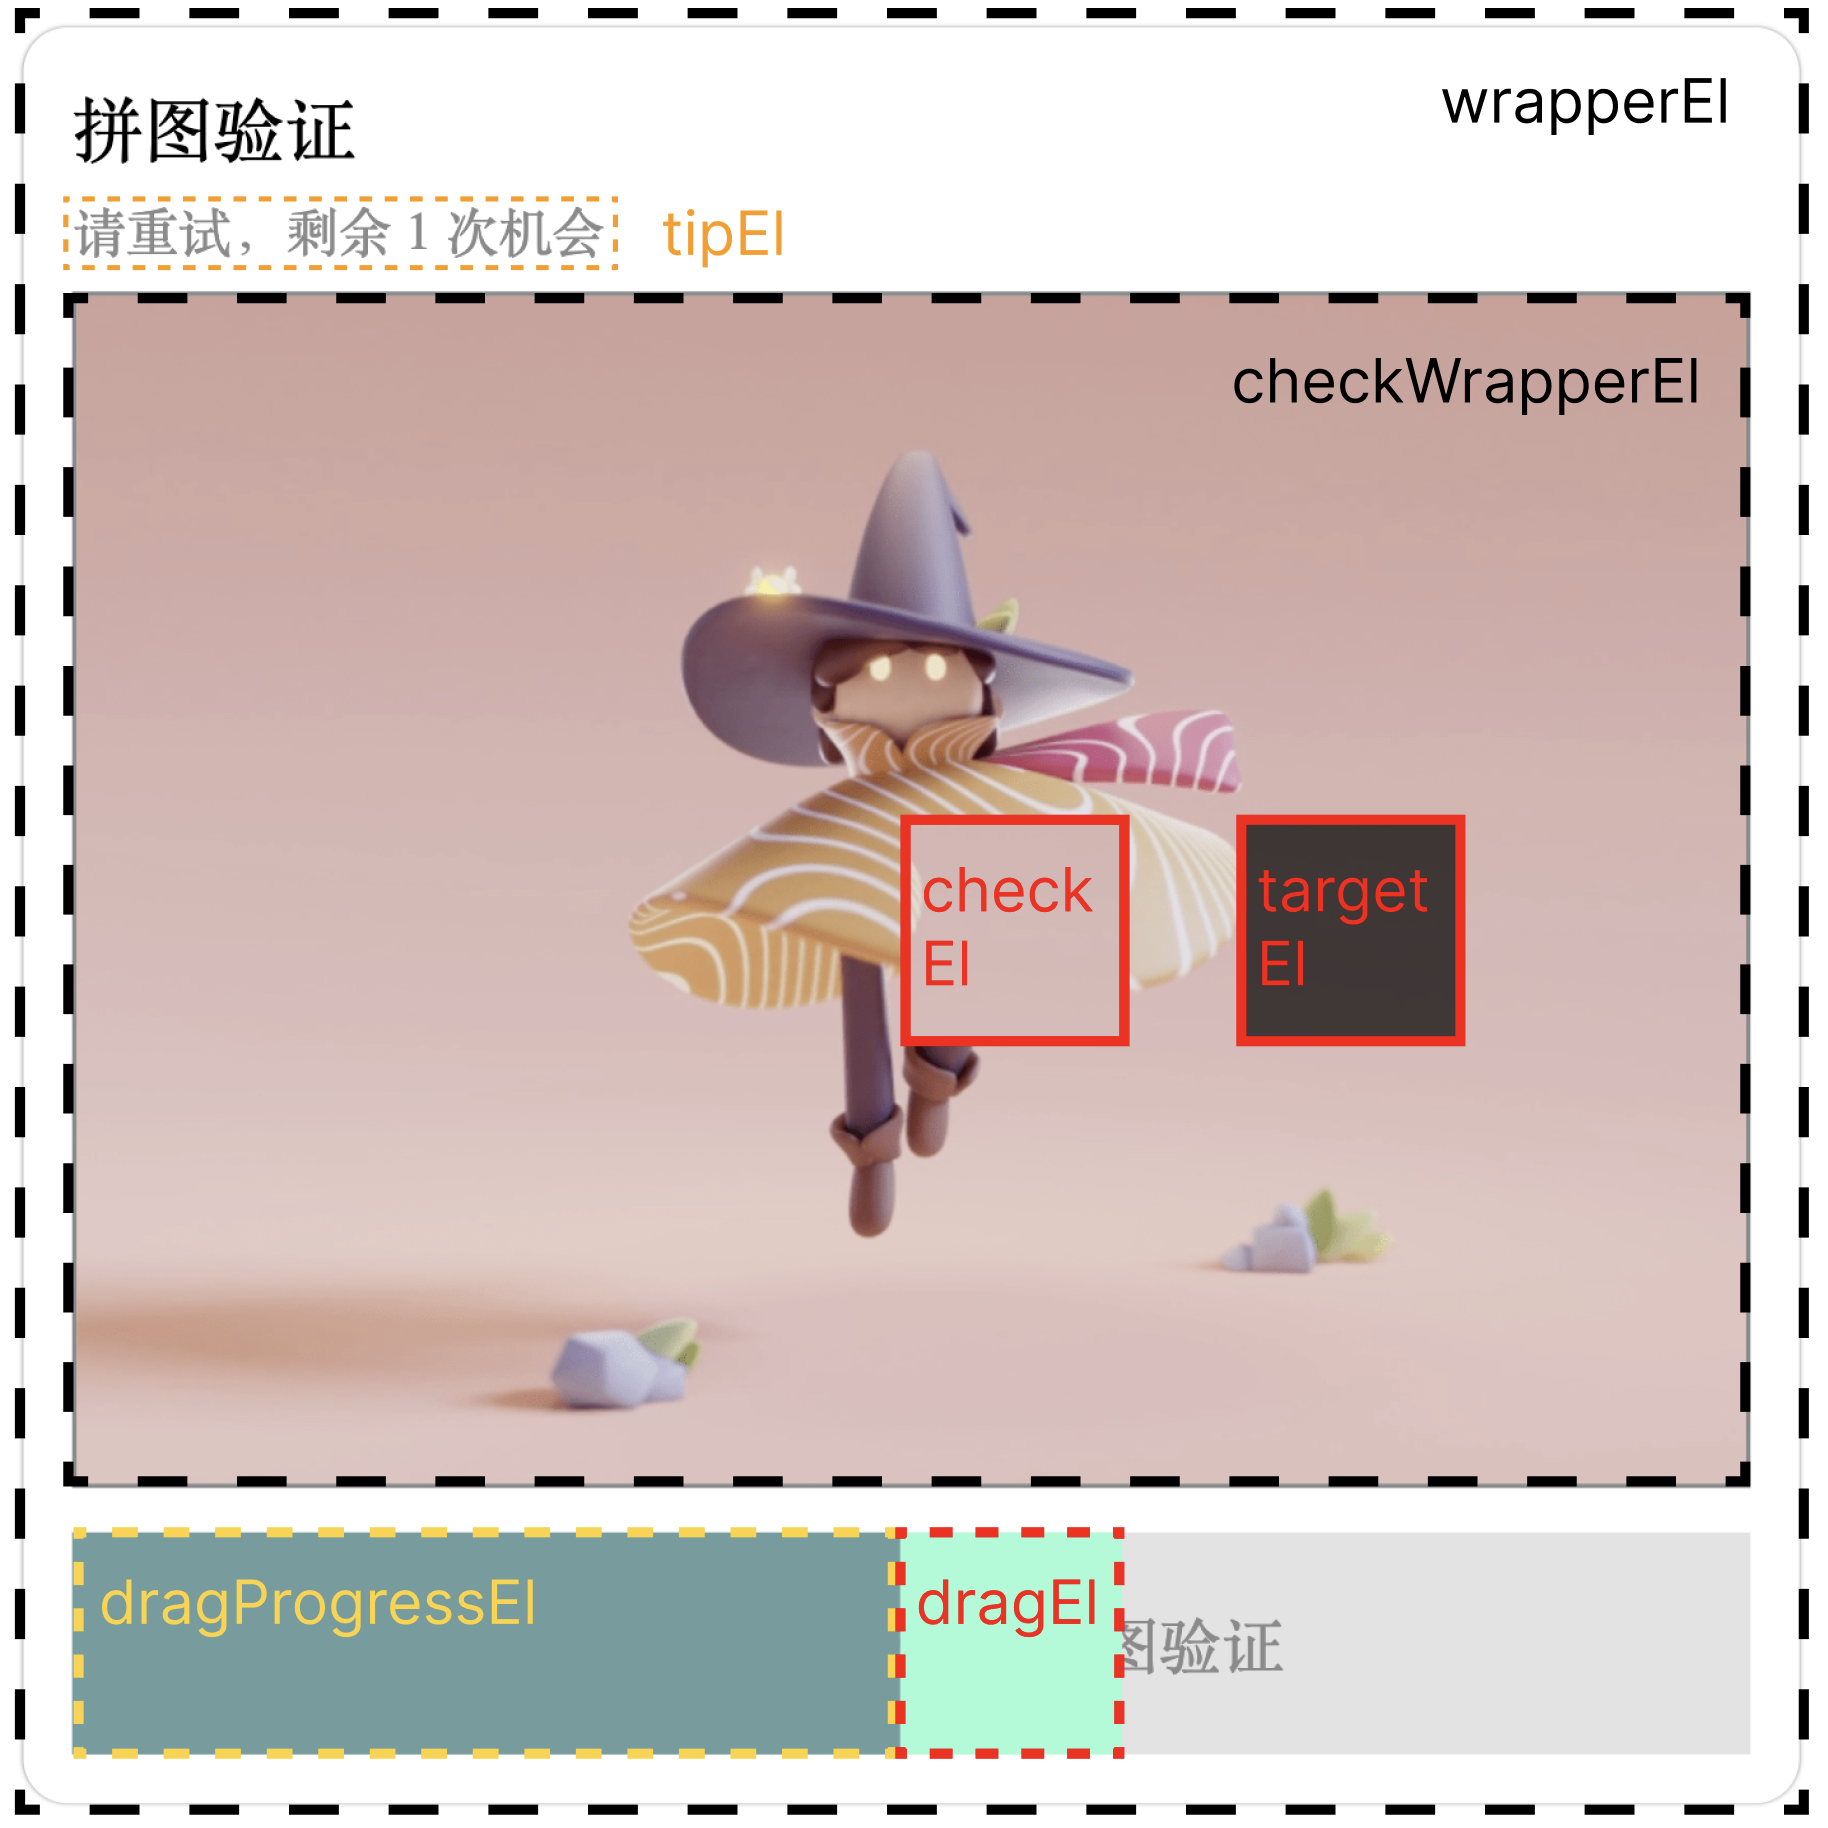 拼图验证
wrapperEl
请重试，剩余 1 次机会
tipEl
checkWrapperEl
check
El
target
El
dragProgressEl
dragEl
图验证